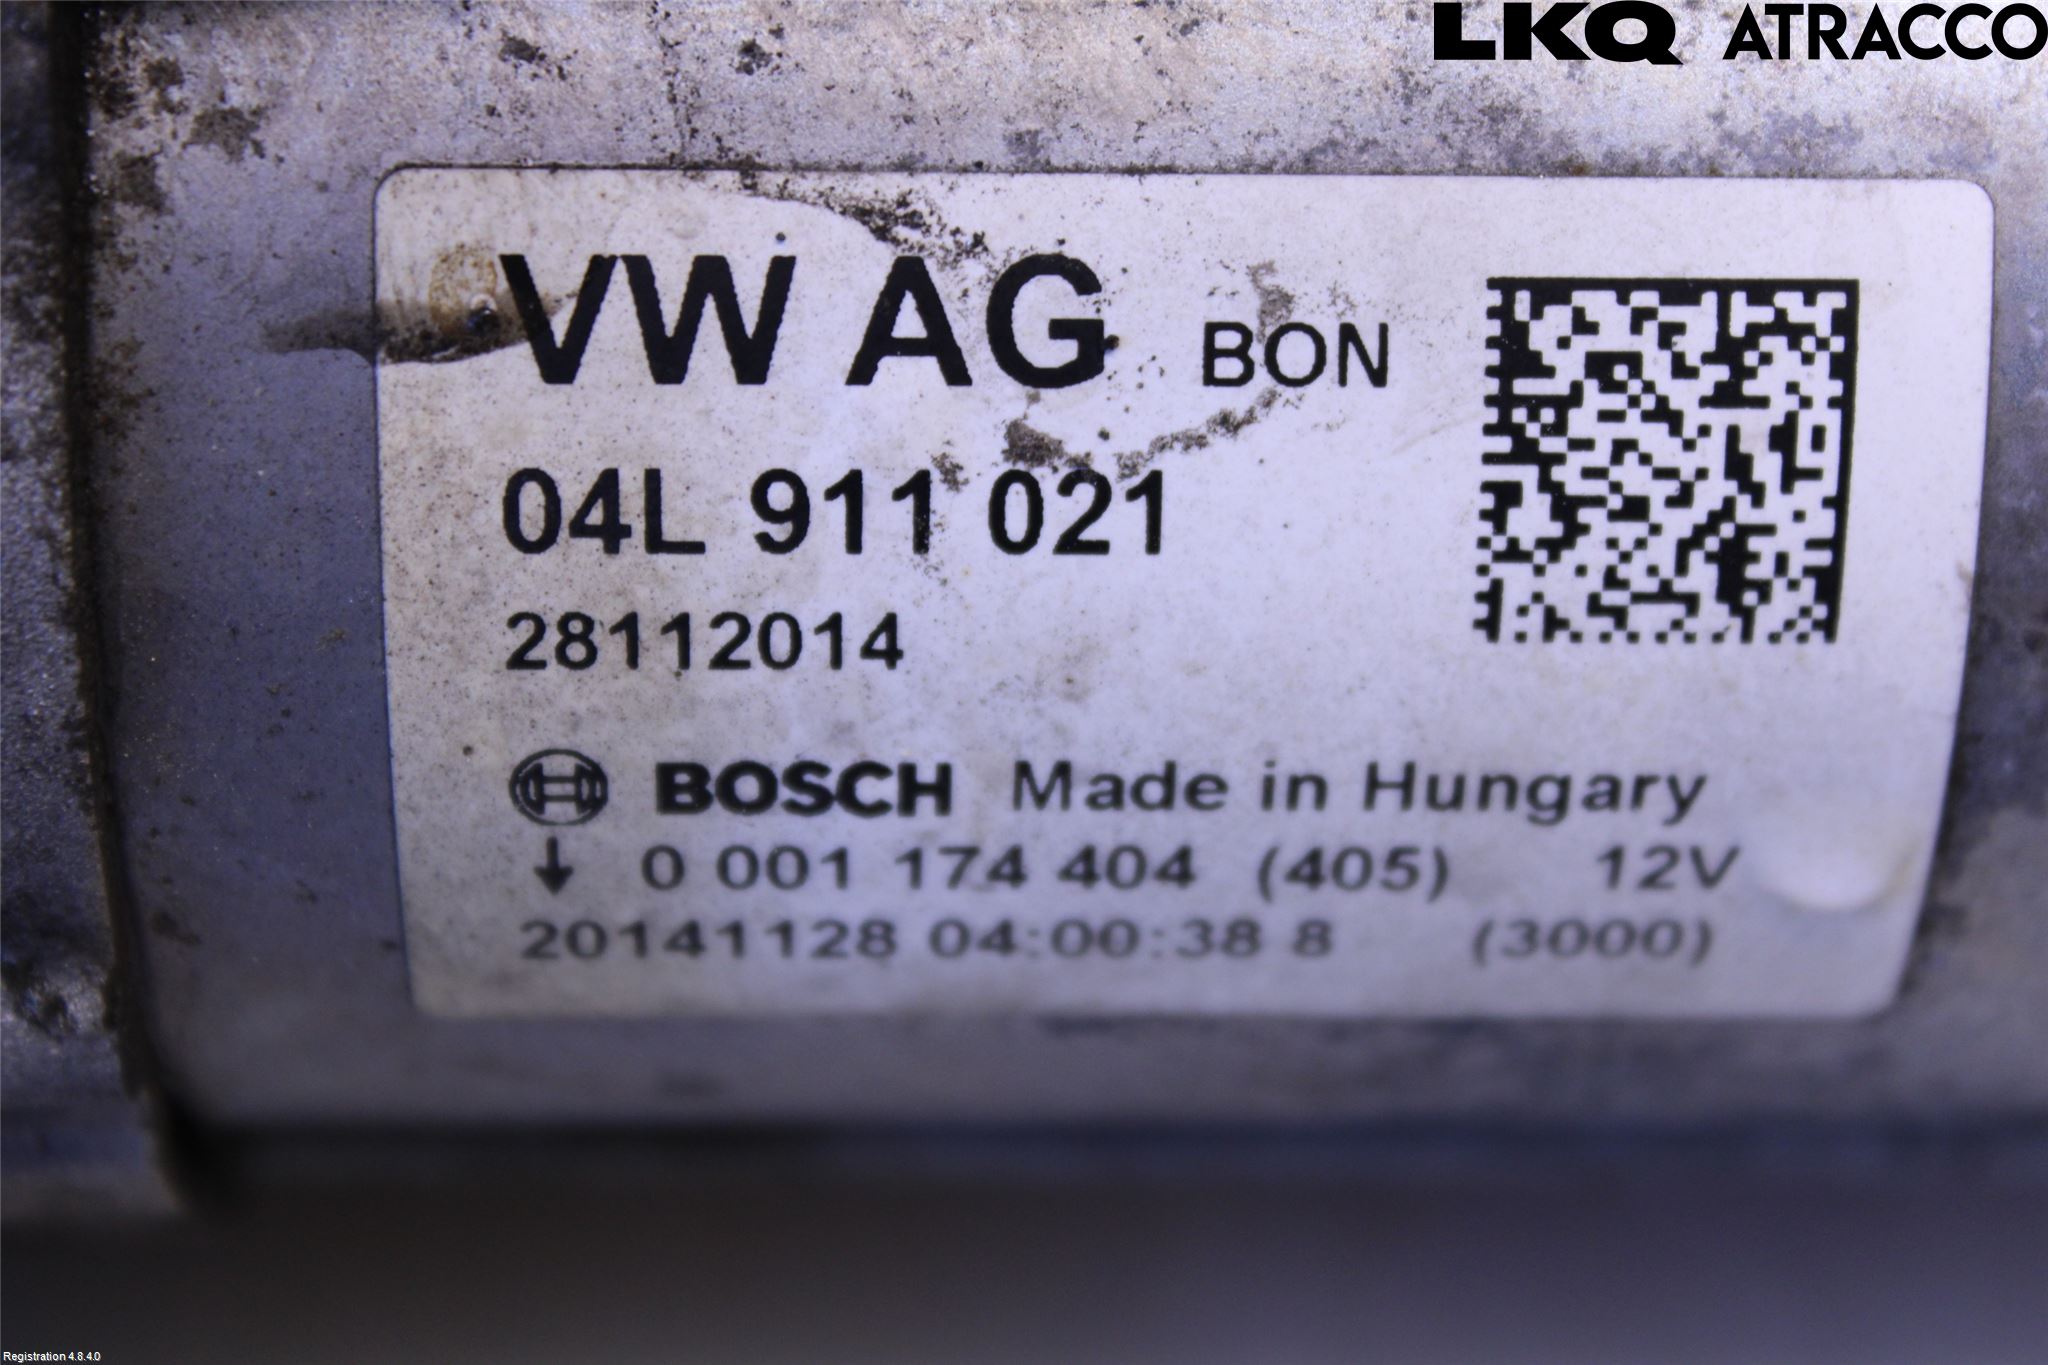 LKQ ATRACCO
VW AG BON
04L 911 021
28112014
BOSCH Made in Hungary
0 001 174 404 (405) 12V
20141128 04:00:38 8 (3000)
Registration 4.8.4.0